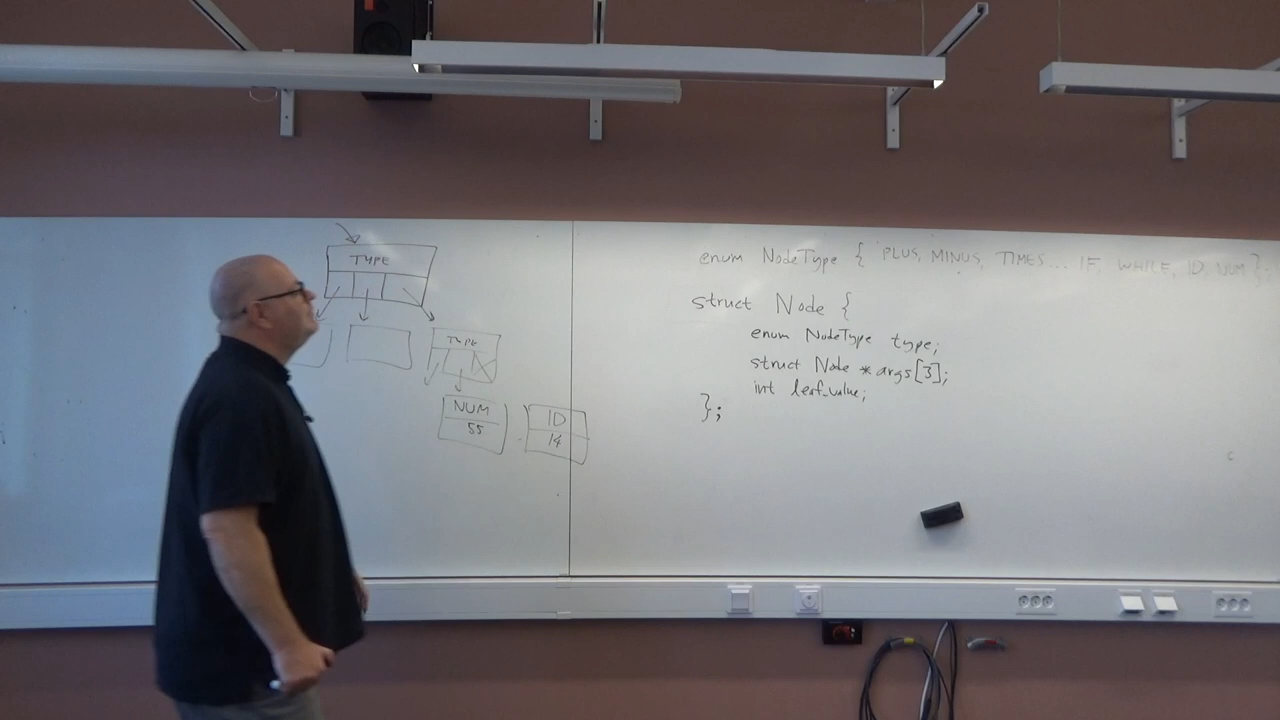 TYPE
TYPE
NUM
55
ID
14
enum NodeType { PLUS, MINUS, TIMES... IF, WHILE, ID, NUM };
struct Node {
enum NodeType type;
struct Node *args[3];
int leaf_value;
};